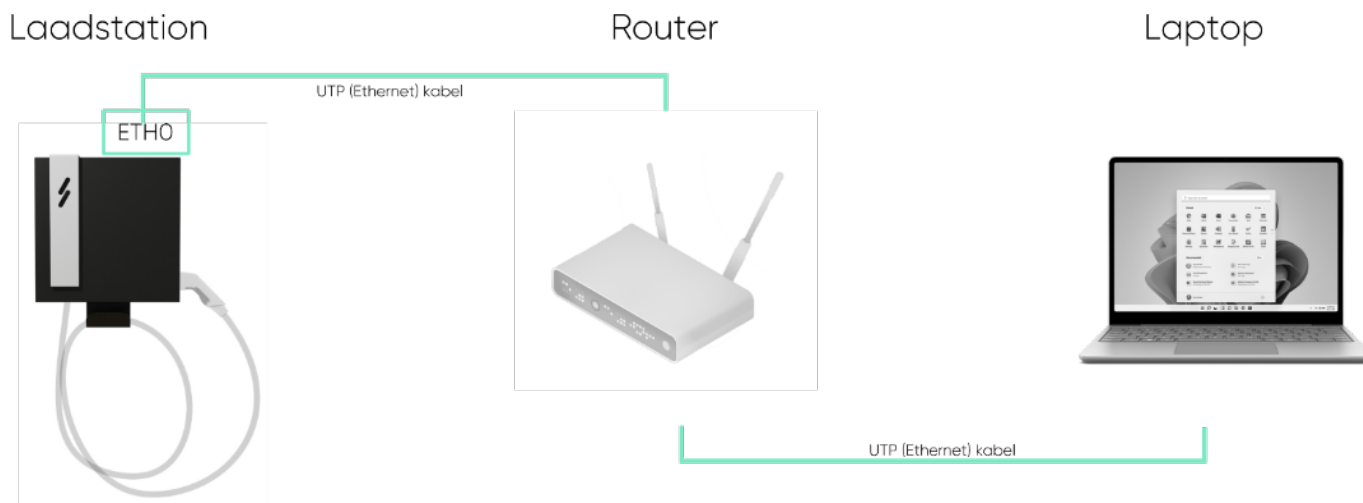 Laadstation
Router
Laptop
UTP (Ethernet) kabel
ETH0
UTP (Ethernet) kabel